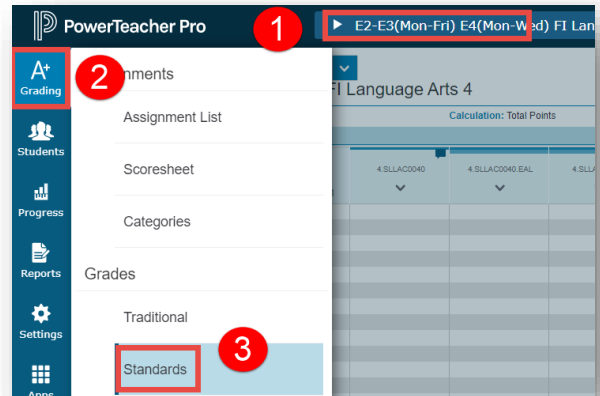 PowerTeacher Pro
1
E2-E3(Mon-Fri) E4(Mon-Wed) FI Lan
A+
Grading
2
nments
FI Language Arts 4
Assignment List
Calculation: Total Points
Students
Scoresheet
4.SLLAC0040
4.SLLAC0040.EAL
4.SLLA
Progress
Categories
Reports
Grades
Settings
Traditional
3
Standards
Apps